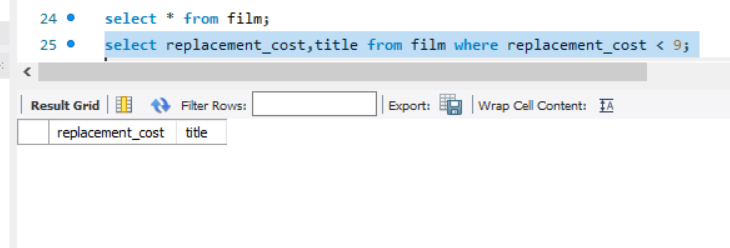 24 select * from film;
25 select replacement_cost,title from film where replacement_cost < 9;
Result Grid Filter Rows: Export: Wrap Cell Content: IA
replacement_cost title